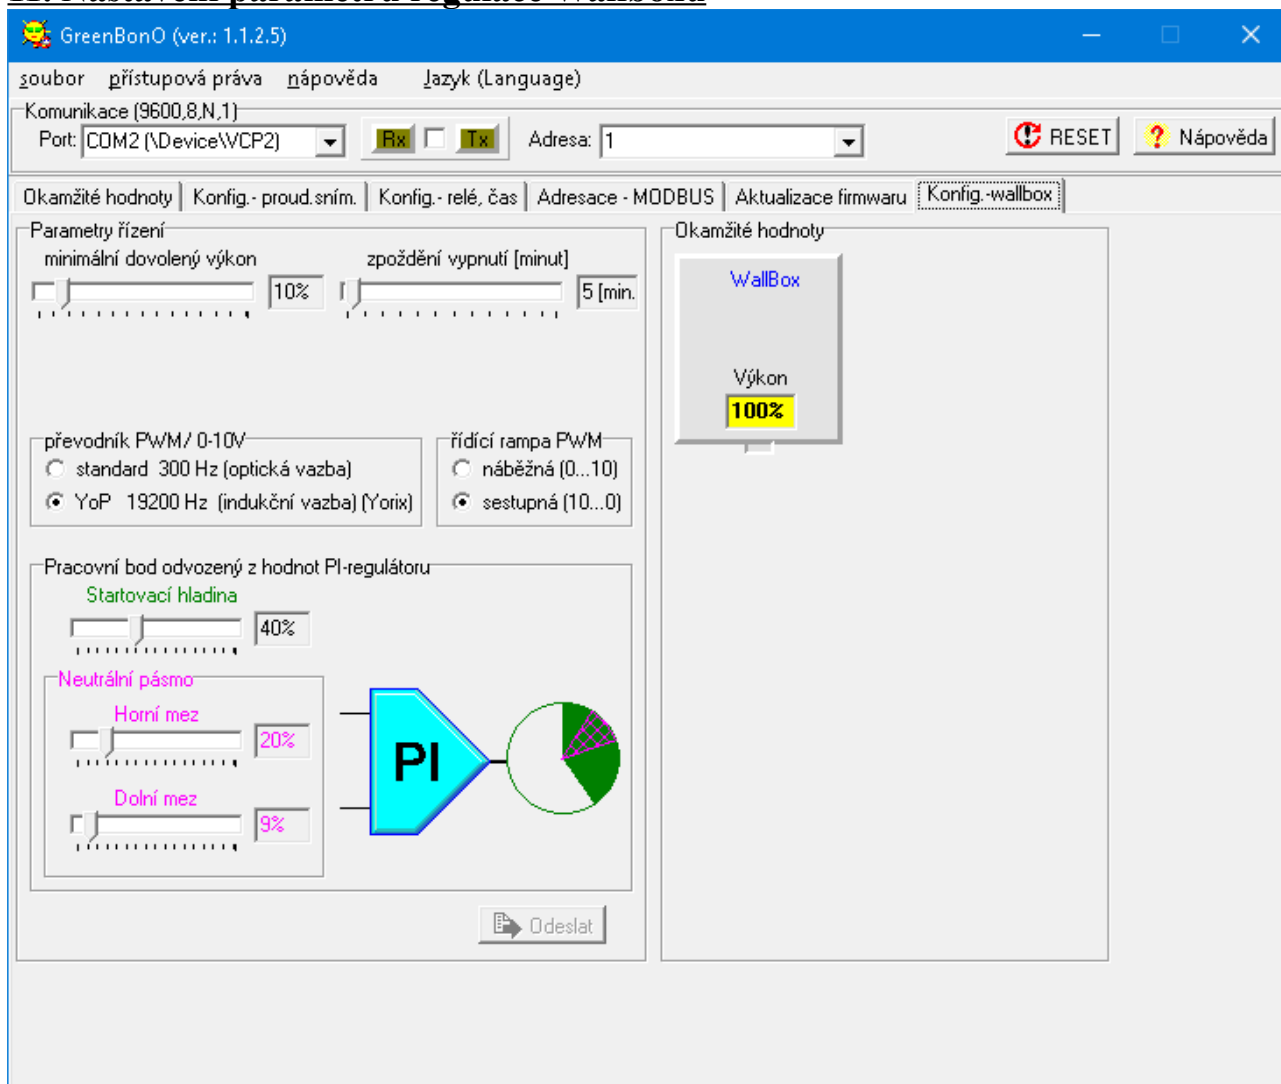 11. Nastavení parametrů regulace Wallboxu
GreenBonO (ver.: 1.1.2.5)
soubor přístupová práva nápověda Jazyk (Language)
Komunikace (9600,8,N,1)
Port: COM2 (\Device\VCP2) Rx Tx Adresa: 1 RESET ? Nápověda
Okamžité hodnoty Konfig.- proud.sním. Konfig.- relé, čas Adresace - MODBUS Aktualizace firmwaru Konfig.-wallbox
Parametry řízení
minimální dovolený výkon zpoždění vypnutí [minut]
10% 5 [min.
Okamžité hodnoty
WallBox
Výkon
100%
převodník PWM/ 0-10V
standard 300 Hz (optická vazba)
YoP 19200 Hz (indukční vazba) (Yorix)
řídící rampa PWM
náběžná (0...10)
sestupná (10...0)
Pracovní bod odvozený z hodnot PI-regulátoru
Startovací hladina
40%
Neutrální pásmo
Horní mez
20%
Dolní mez
9%
PI
Odeslat